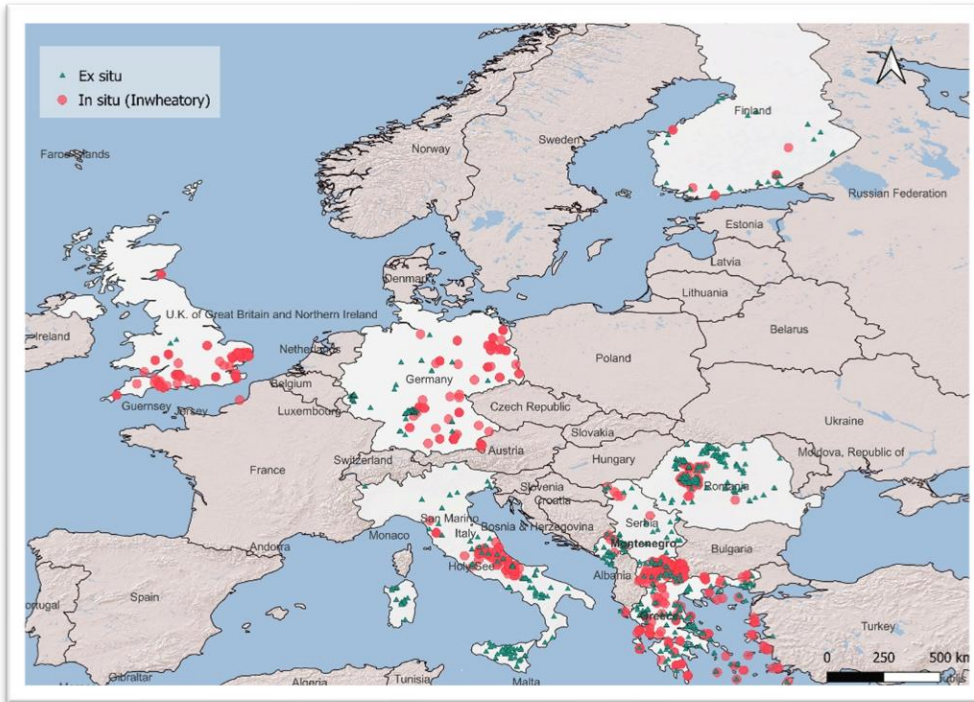 Ex situ
In situ (Inwheatory)
Finland
Faroe Islands
Norway
Sweden
Russian Federation
Estonia
Latvia
Denmark
Lithuania
U.K. of Great Britain and Northern Ireland
Ireland
Belarus
Netherlands
Poland
Germany
Belgium
Guernsey
Jersey
Luxembourg
Czech Republic
Ukraine
Slovakia
Austria
Moldova, Republic of
France
Switzerland
Hungary
Slovenia
Romania
Croatia
San Marino
Serbia
Bosnia & Herzegovina
Italy
Monaco
Montenegro
Andorra
Bulgaria
Holy See
Albania
Spain
Greece
Turkey
0 250 500 km
Gibraltar
Algeria
Tunisia
Malta